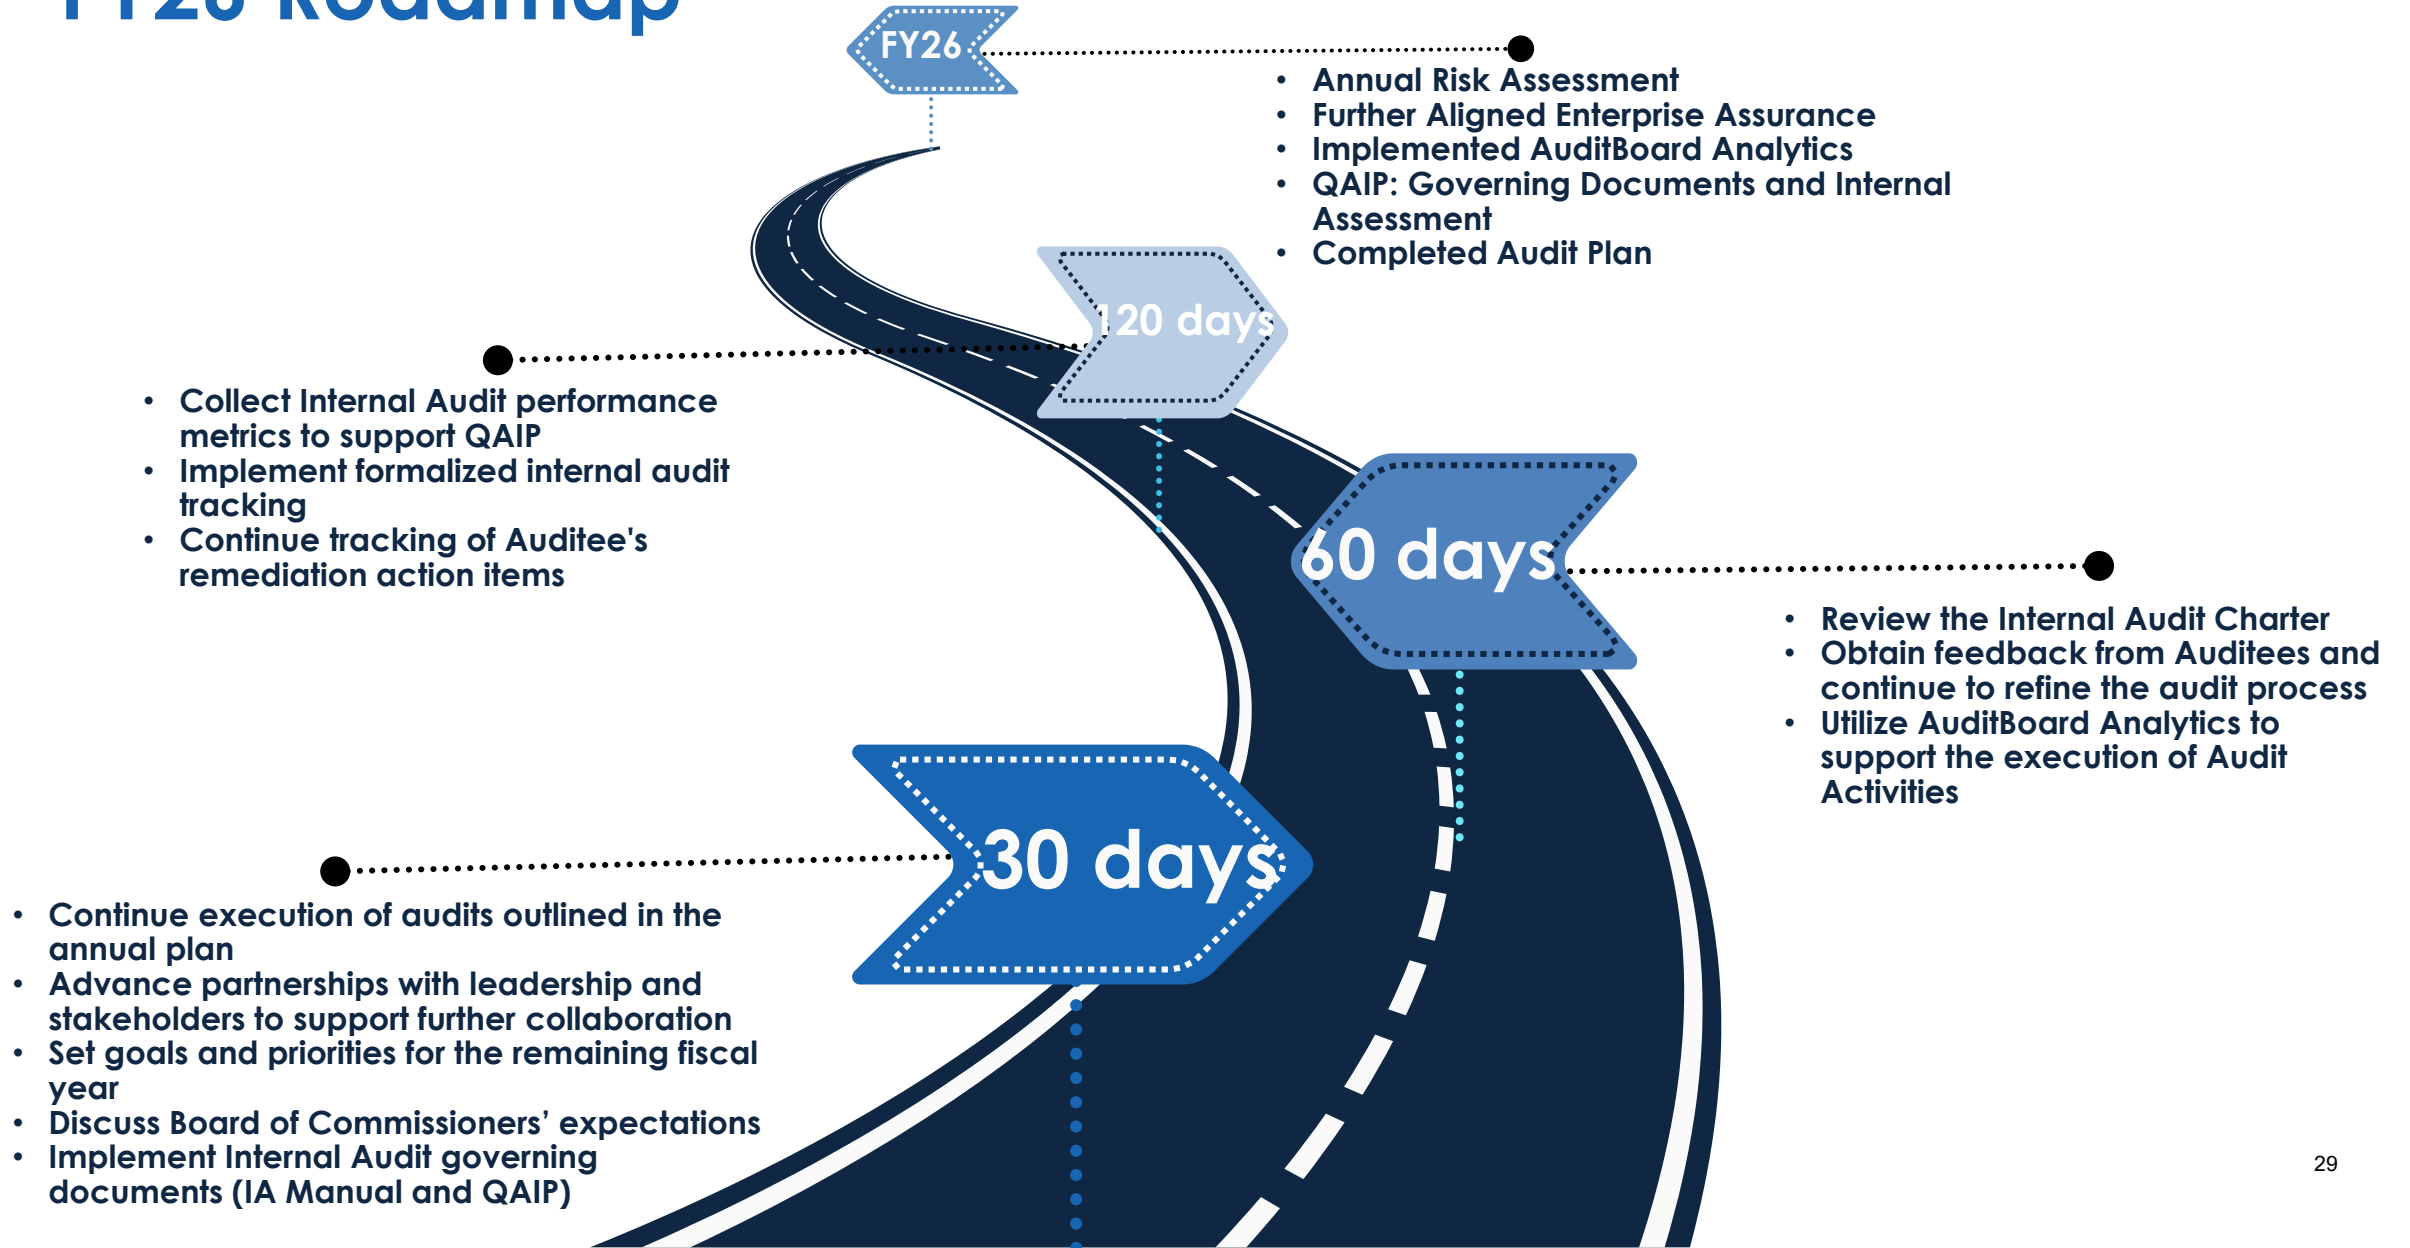 FY26 Roadmap
FY26
• Annual Risk Assessment
• Further Aligned Enterprise Assurance
• Implemented AuditBoard Analytics
• QAIP: Governing Documents and Internal
Assessment
• Completed Audit Plan
120 days
• Collect Internal Audit performance
metrics to support QAIP
• Implement formalized internal audit
tracking
• Continue tracking of Auditee's
remediation action items
60 days
• Review the Internal Audit Charter
• Obtain feedback from Auditees and
continue to refine the audit process
• Utilize AuditBoard Analytics to
support the execution of Audit
Activities
30 days
• Continue execution of audits outlined in the
annual plan
• Advance partnerships with leadership and
stakeholders to support further collaboration
• Set goals and priorities for the remaining fiscal
year
• Discuss Board of Commissioners’ expectations
• Implement Internal Audit governing
documents (IA Manual and QAIP)
29